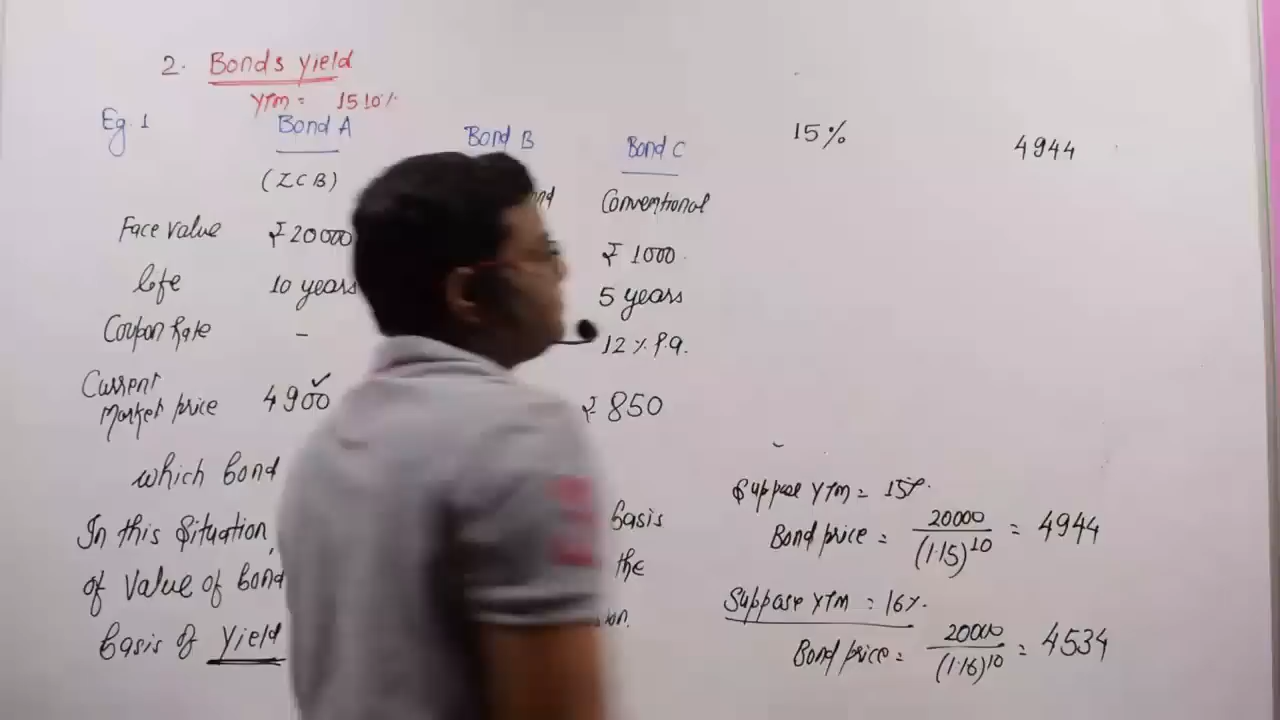 2. Bonds Yield
YTM = 15.10%
Eg. 1 Bond A Bond B Bond C
(ZCB) Conventional
Face Value ₹20000 ₹1000
life 10 years 5 years
Coupon Rate - 12% P.a.
Current
Market price 4900 ✓ ₹850
which bond
In this Situation, basis
of Value of bond the
basis of Yield
15% 4944
Suppose YTM = 15%.
Bond price = 20000/(1.15)^10 = 4944
Suppose YTM = 16%.
Bond price = 20000/(1.16)^10 = 4534